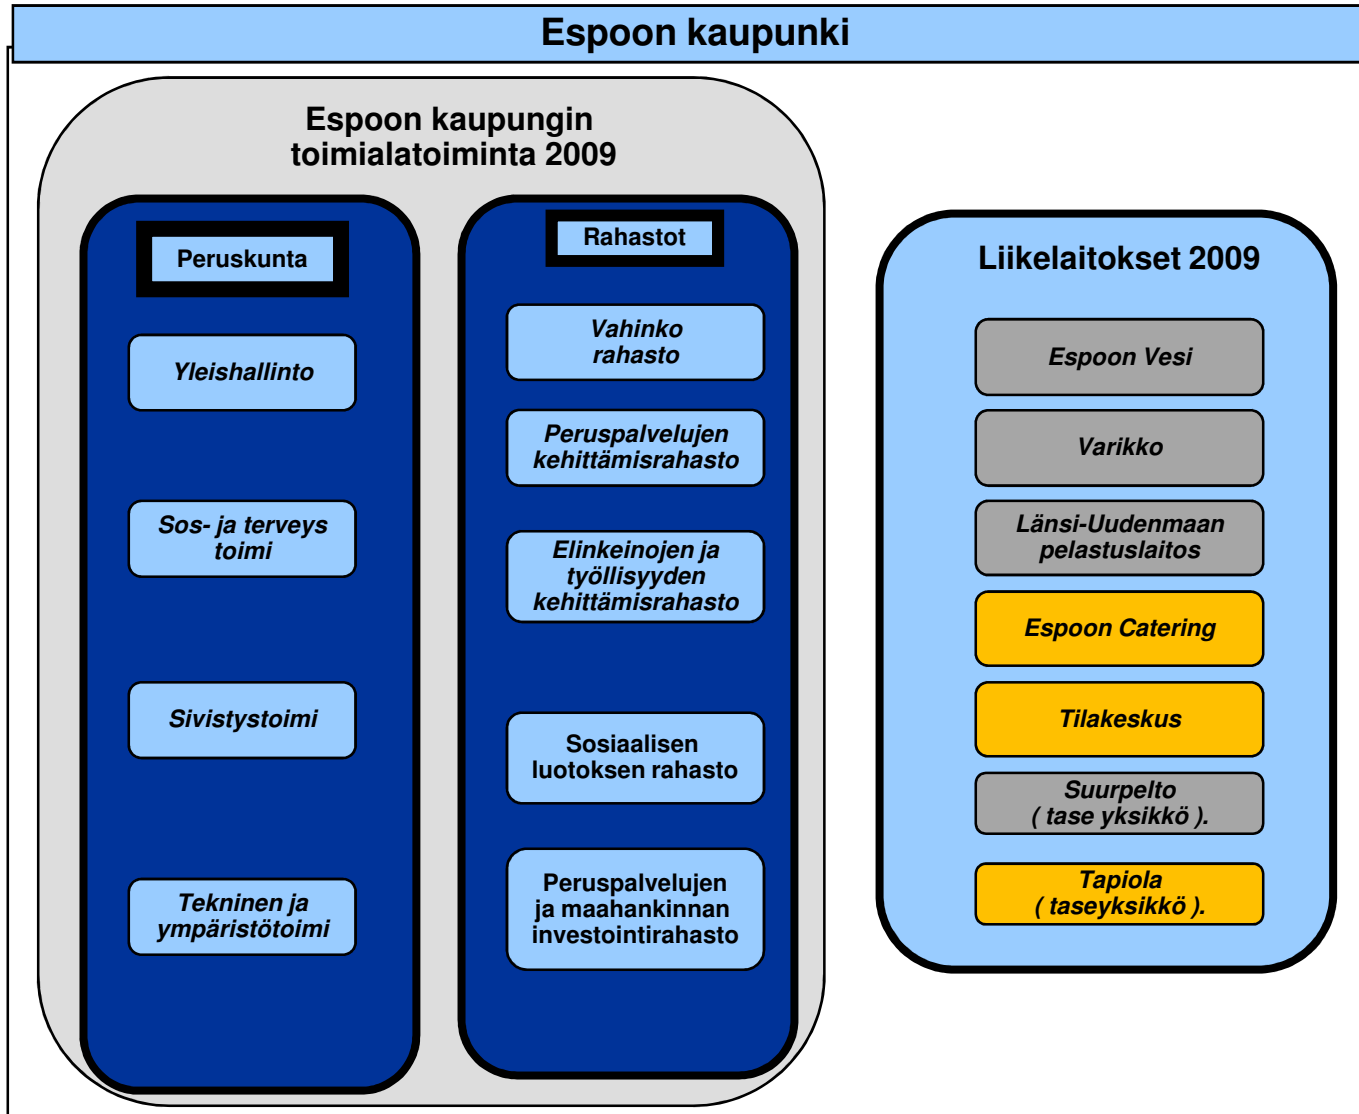 Espoon kaupunki
Espoon kaupungin
toimialatoiminta 2009
Peruskunta
Yleishallinto
Sos- ja terveys
toimi
Sivistystoimi
Tekninen ja
ympäristötoimi
Rahastot
Vahinko
rahasto
Peruspalvelujen
kehittämisrahasto
Elinkeinojen ja
työllisyyden
kehittämisrahasto
Sosiaalisen
luotoksen rahasto
Peruspalvelujen
ja maahankinnan
investointirahasto
Liikelaitokset 2009
Espoon Vesi
Varikko
Länsi-Uudenmaan
pelastuslaitos
Espoon Catering
Tilakeskus
Suurpelto
( tase yksikkö ).
Tapiola
( taseyksikkö ).